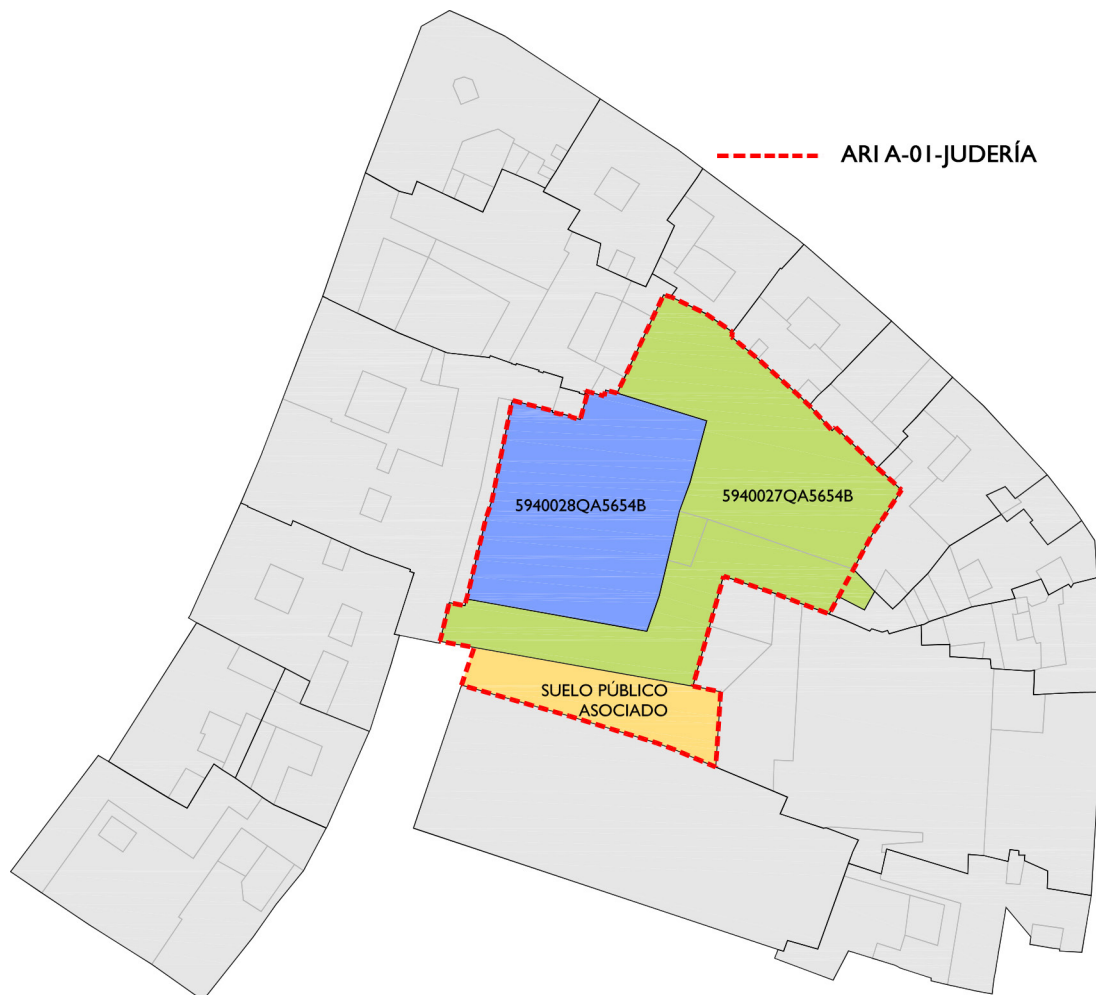 ARI A-01-JUDERÍA
5940028QA5654B
5940027QA5654B
SUELO PÚBLICO
ASOCIADO